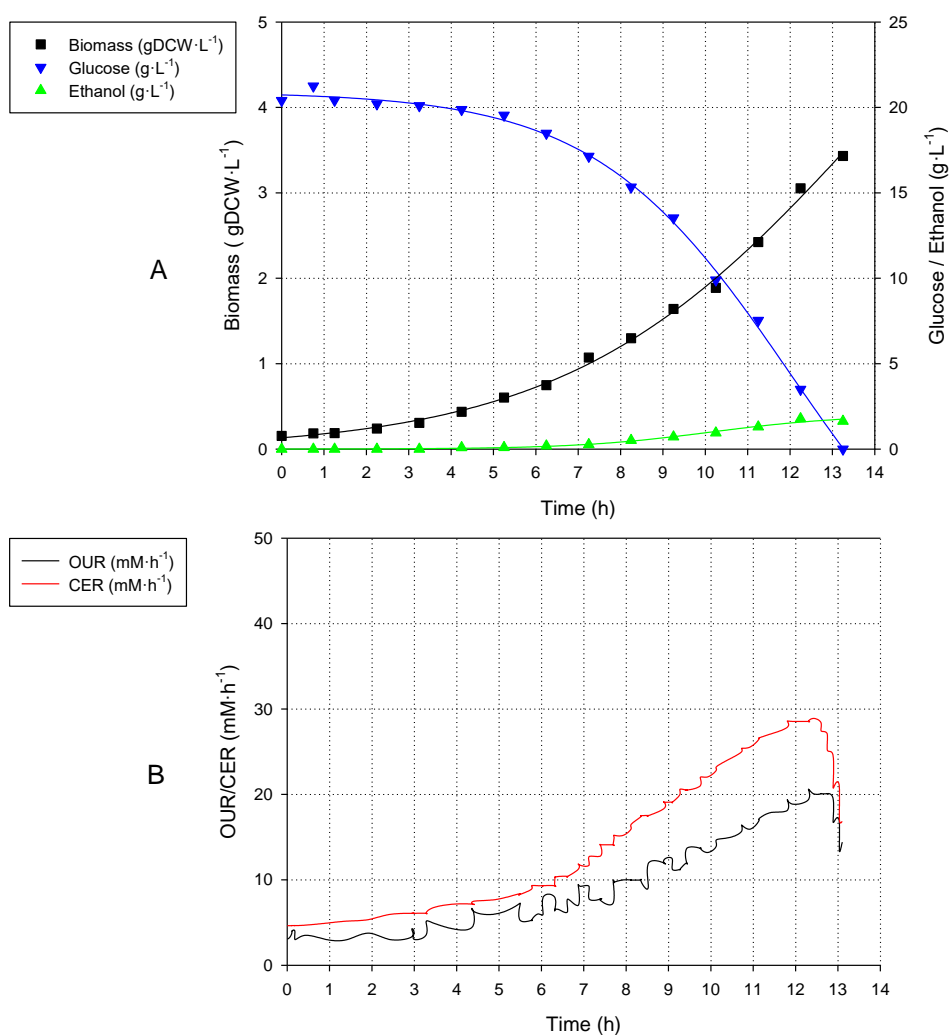 Biomass (gDCW·L⁻¹)
Glucose (g·L⁻¹)
Ethanol (g·L⁻¹)
A
Biomass ( gDCW·L⁻¹)
5
4
3
2
1
0
Glucose / Ethanol (g·L⁻¹)
25
20
15
10
5
0
0 1 2 3 4 5 6 7 8 9 10 11 12 13 14
Time (h)
OUR (mM·h⁻¹)
CER (mM·h⁻¹)
B
OUR/CER (mM·h⁻¹)
50
40
30
20
10
0
0 1 2 3 4 5 6 7 8 9 10 11 12 13 14
Time (h)